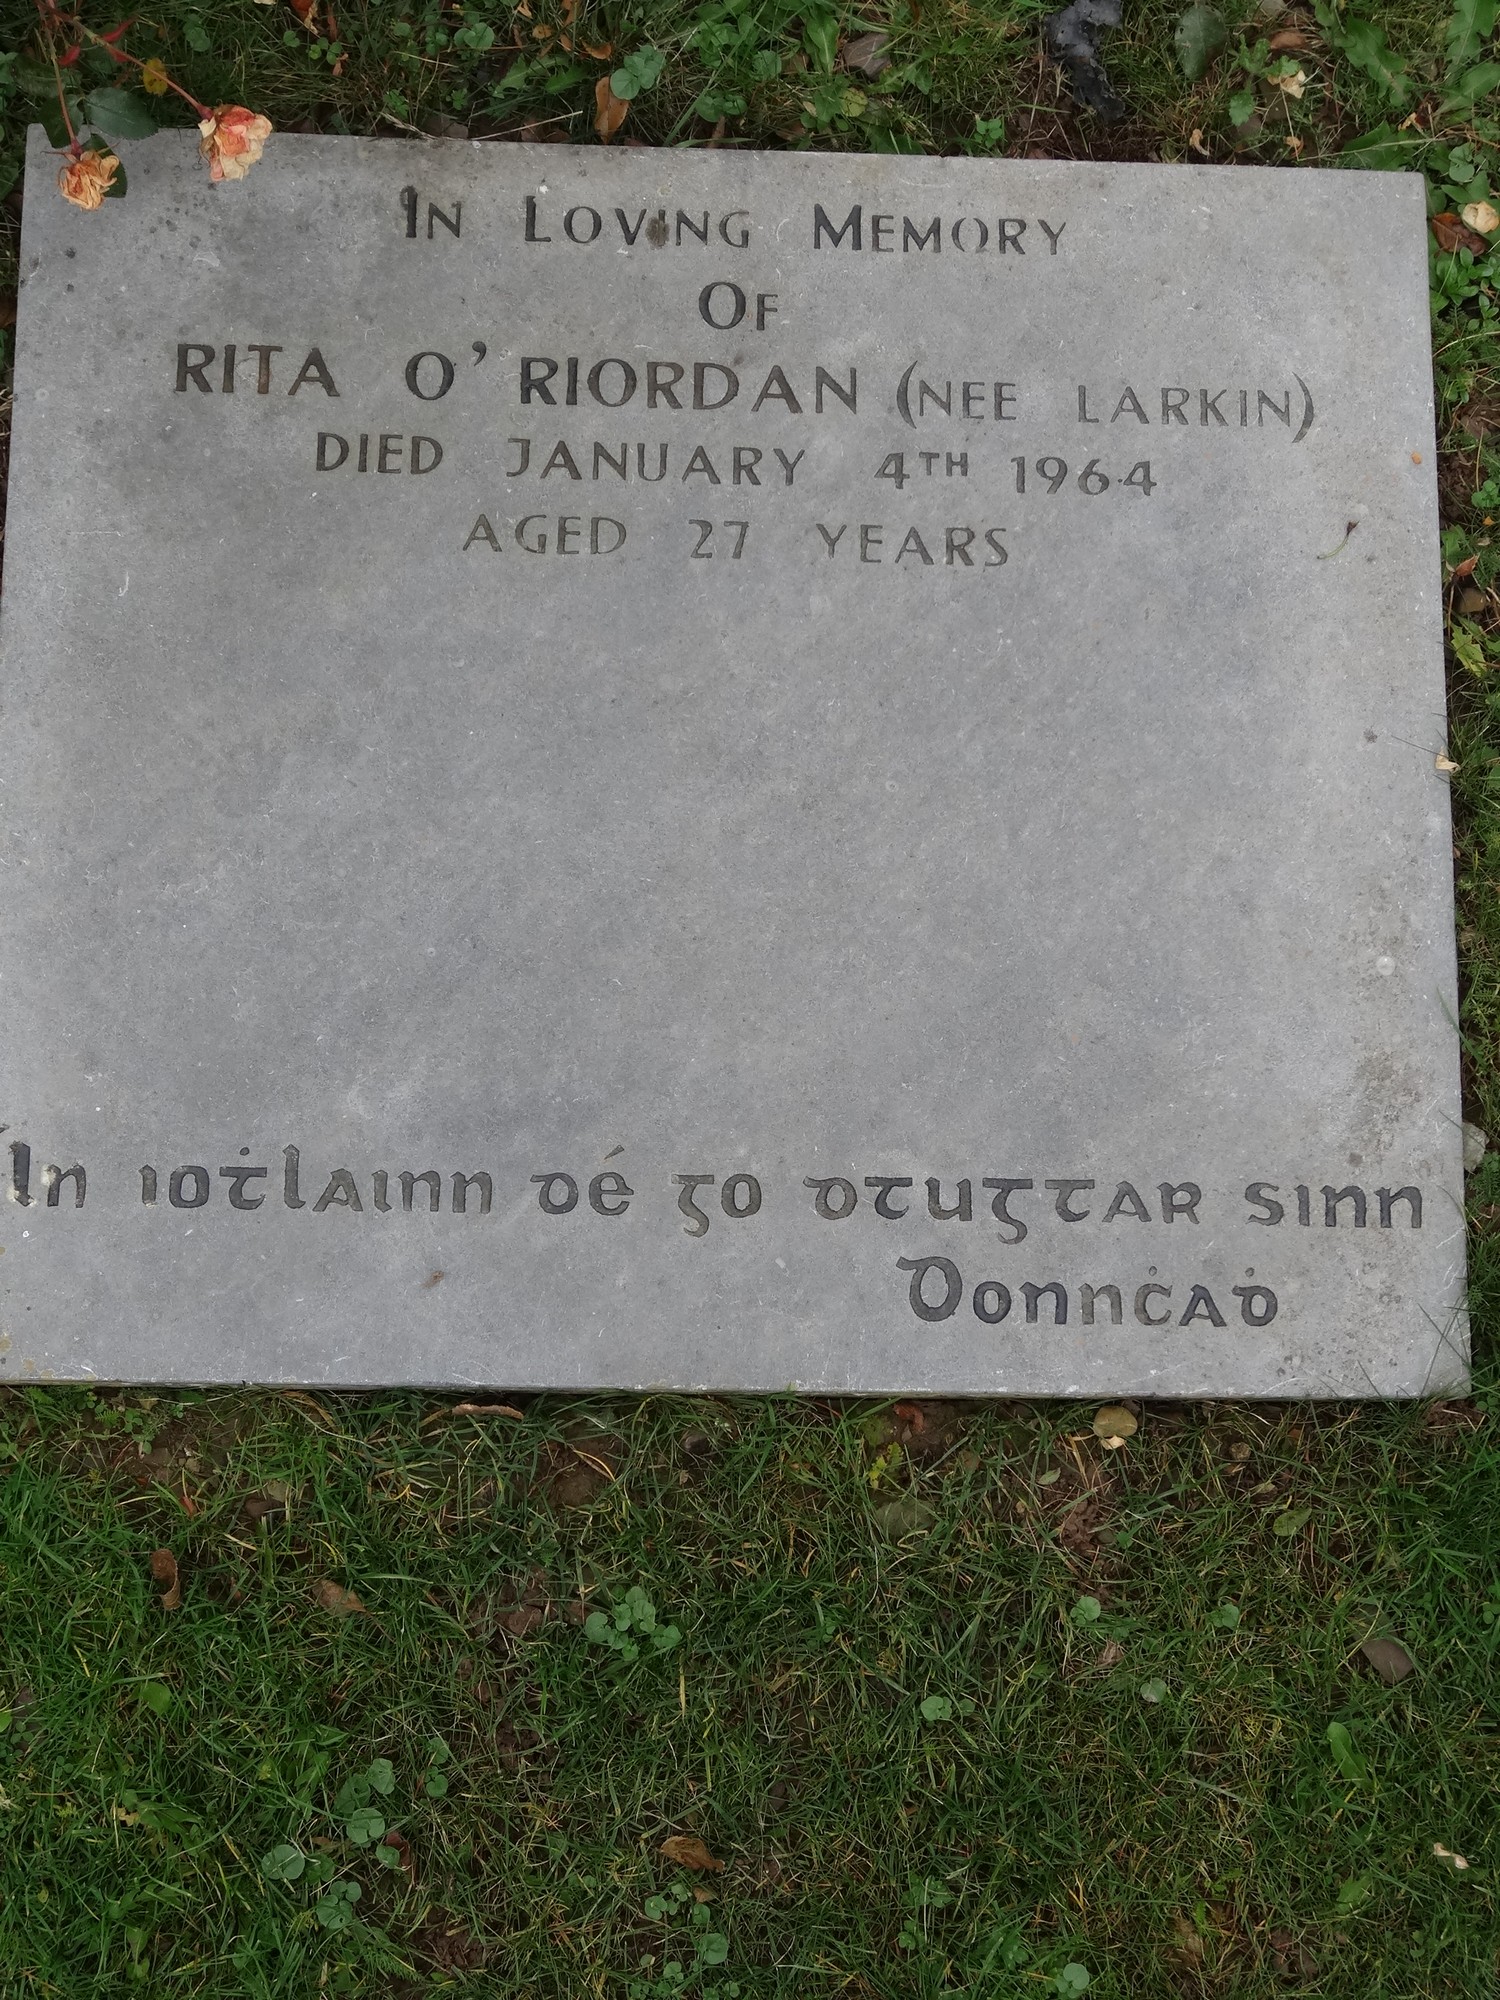 In Loving Memory
Of
RITA O'RIORDAN (NEE LARKIN)
DIED JANUARY 4TH 1964
AGED 27 YEARS
In ioṫlainn dé go dtugtar sinn
Donnċaḋ